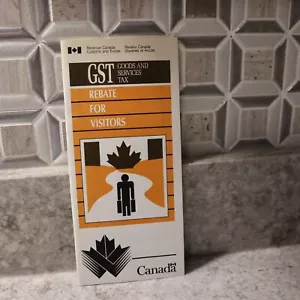 Revenue Canada
Customs and Excise
Revenu Canada
Douanes et Accise
GST GOODS AND
SERVICES
TAX
REBATE
FOR
VISITORS
Canada